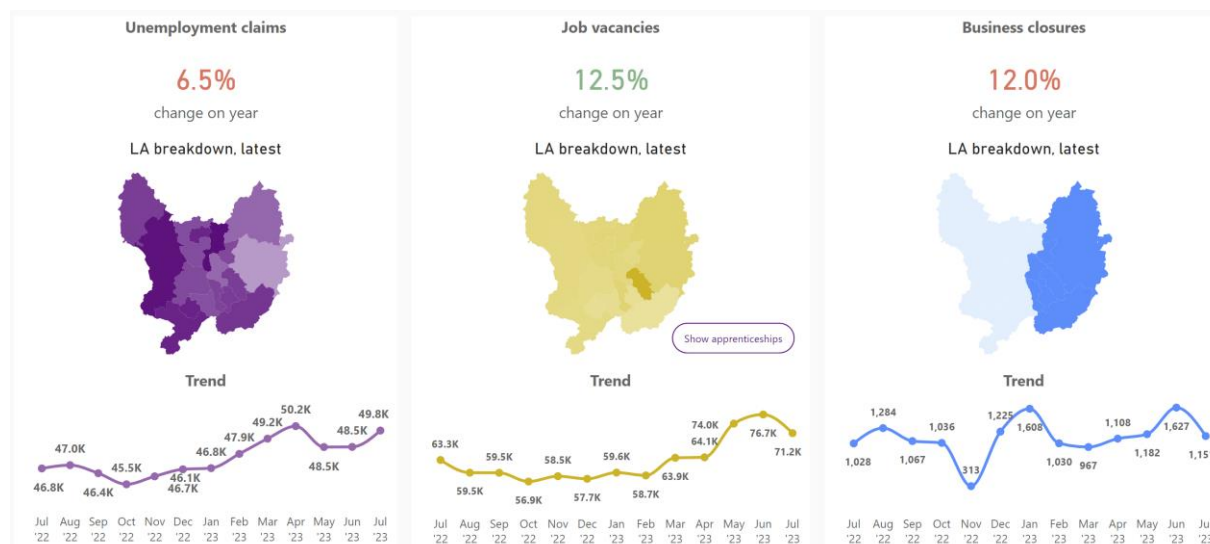 Unemployment claims
6.5%
change on year
LA breakdown, latest
Trend
47.0K
46.8K
46.4K
45.5K
46.7K
46.1K
46.8K
47.9K
49.2K
50.2K
48.5K
48.5K
49.8K
Jul Aug Sep Oct Nov Dec Jan Feb Mar Apr May Jun Jul
'22 '22 '22 '22 '22 '22 '23 '23 '23 '23 '23 '23 '23
Job vacancies
12.5%
change on year
LA breakdown, latest
Show apprenticeships
Trend
63.3K
59.5K
59.5K
56.9K
58.5K
57.7K
59.6K
58.7K
63.9K
64.1K
74.0K
76.7K
71.2K
Jul Aug Sep Oct Nov Dec Jan Feb Mar Apr May Jun Jul
'22 '22 '22 '22 '22 '22 '23 '23 '23 '23 '23 '23 '23
Business closures
12.0%
change on year
LA breakdown, latest
Trend
1,028
1,284
1,067
1,036
313
1,225
1,608
1,030
967
1,108
1,182
1,627
Jul Aug Sep Oct Nov Dec Jan Feb Mar Apr May Jun
'22 '22 '22 '22 '22 '22 '23 '23 '23 '23 '23 '23